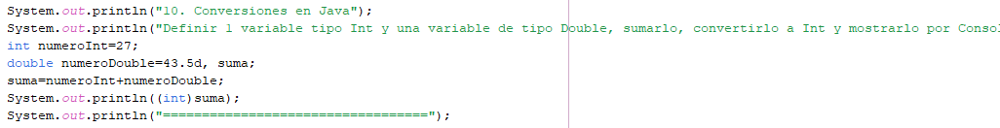 System.out.println("10. Conversiones en Java");
System.out.println("Definir 1 variable tipo Int y una variable de tipo Double, sumarlo, convertirlo a Int y mostrarlo por Consol
int numeroInt=27;
double numeroDouble=43.5d, suma;
suma=numeroInt+numeroDouble;
System.out.println((int)suma);
System.out.println("==================================");